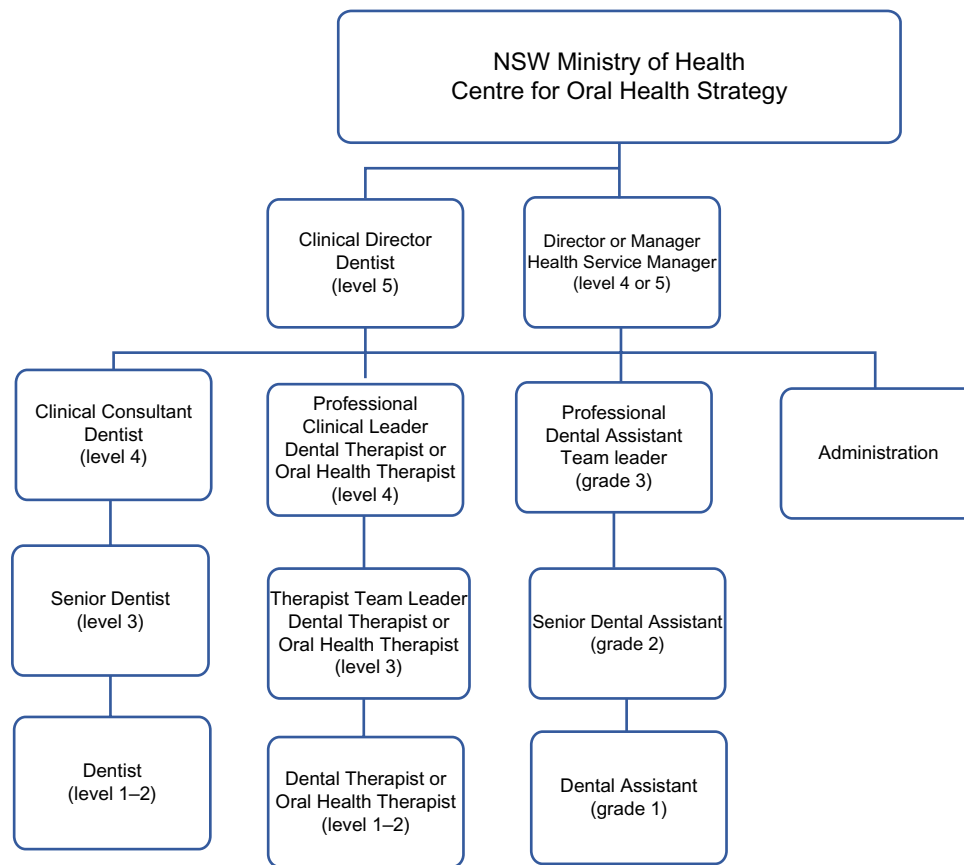 NSW Ministry of Health
Centre for Oral Health Strategy
Clinical Director
Dentist
(level 5)
Director or Manager
Health Service Manager
(level 4 or 5)
Clinical Consultant
Dentist
(level 4)
Professional
Clinical Leader
Dental Therapist or
Oral Health Therapist
(level 4)
Professional
Dental Assistant
Team leader
(grade 3)
Administration
Senior Dentist
(level 3)
Therapist Team Leader
Dental Therapist or
Oral Health Therapist
(level 3)
Senior Dental Assistant
(grade 2)
Dentist
(level 1–2)
Dental Therapist or
Oral Health Therapist
(level 1–2)
Dental Assistant
(grade 1)